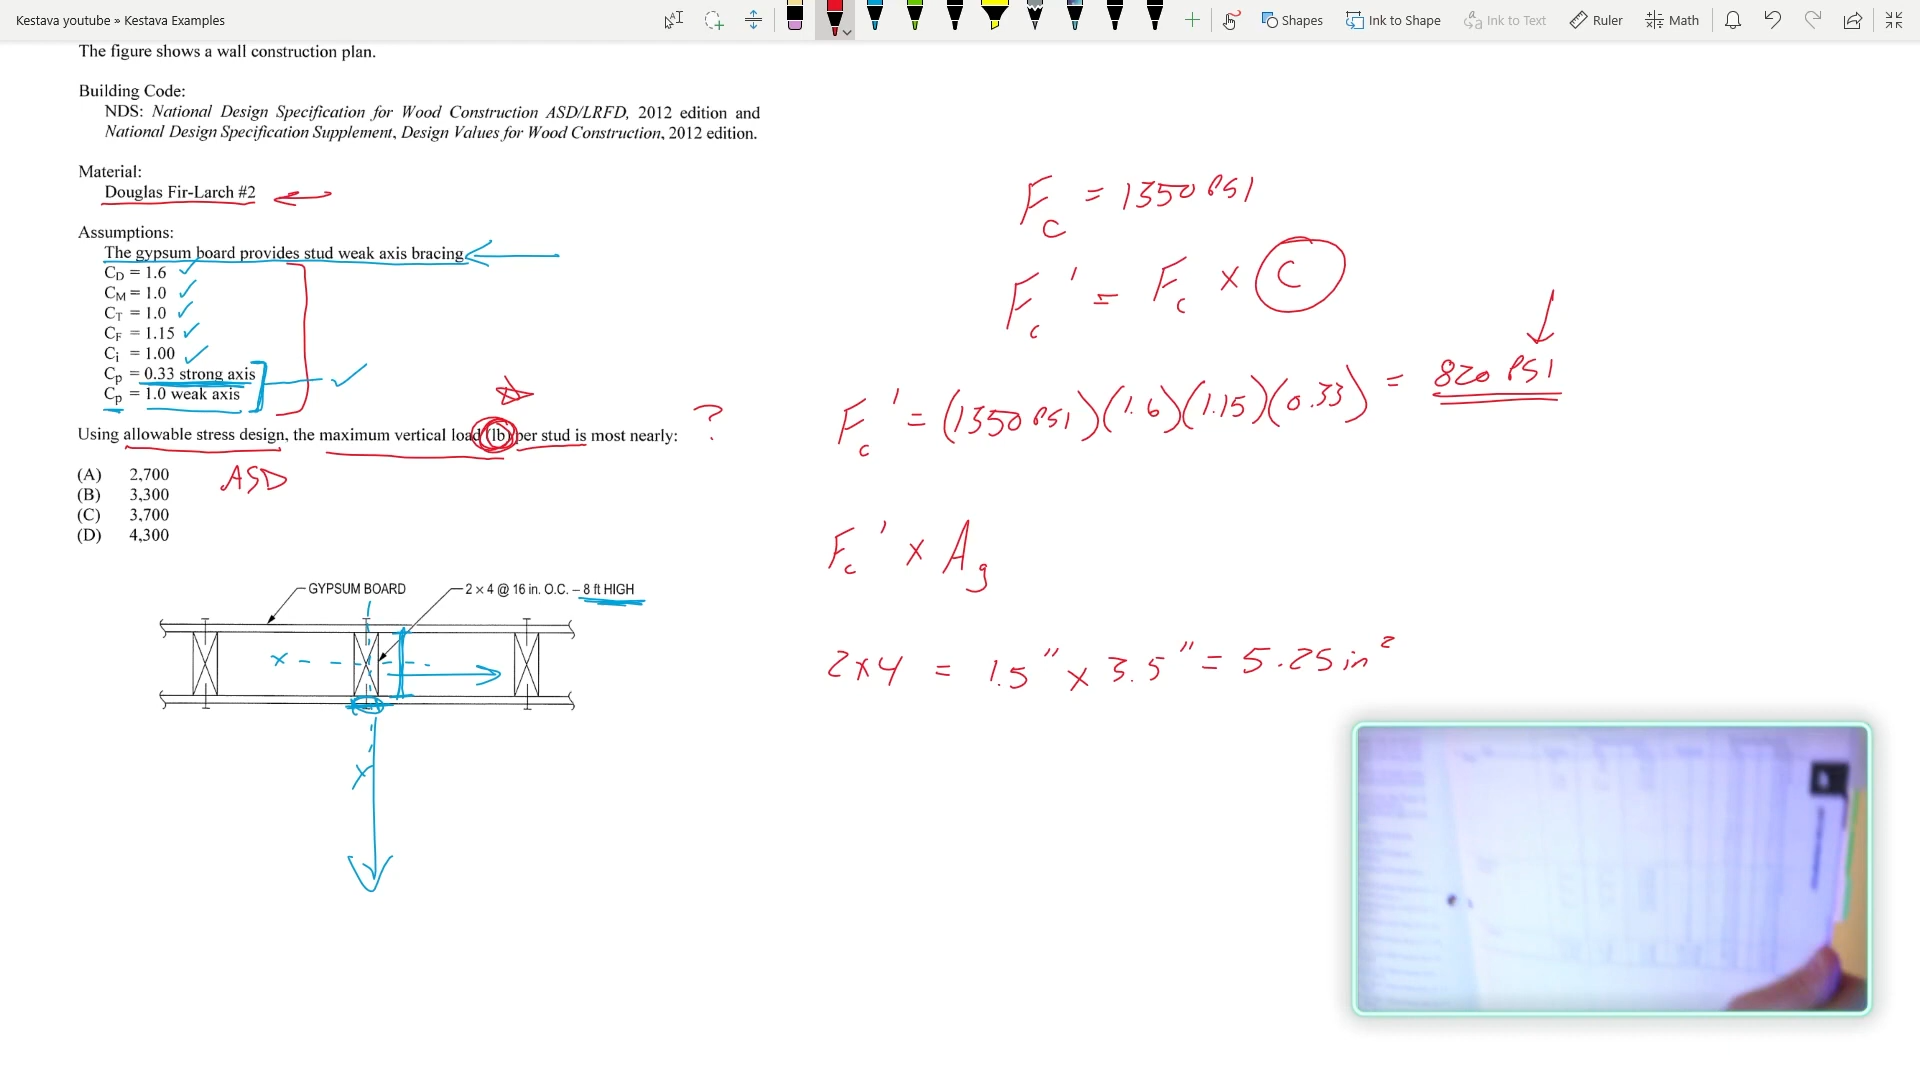 Kestava youtube » Kestava Examples
Shapes
Ink to Shape
Ink to Text
Ruler
Math
The figure shows a wall construction plan.
Building Code:
NDS: National Design Specification for Wood Construction ASD/LRFD, 2012 edition and
National Design Specification Supplement, Design Values for Wood Construction, 2012 edition.
Material:
Douglas Fir-Larch #2
Assumptions:
The gypsum board provides stud weak axis bracing
CD = 1.6
CM = 1.0
CT = 1.0
CF = 1.15
Ci = 1.00
Cp = 0.33 strong axis
Cp = 1.0 weak axis
Using allowable stress design, the maximum vertical load (lb) per stud is most nearly: ?
ASD
(A) 2,700
(B) 3,300
(C) 3,700
(D) 4,300
GYPSUM BOARD
2 × 4 @ 16 in. O.C. – 8 ft HIGH
x
x
Fc = 1350 PSI
Fc' = Fc x C
Fc' = (1350 PSI)(1.6)(1.15)(0.33) = 820 PSI
Fc' x Ag
2x4 = 1.5" x 3.5" = 5.25 in²